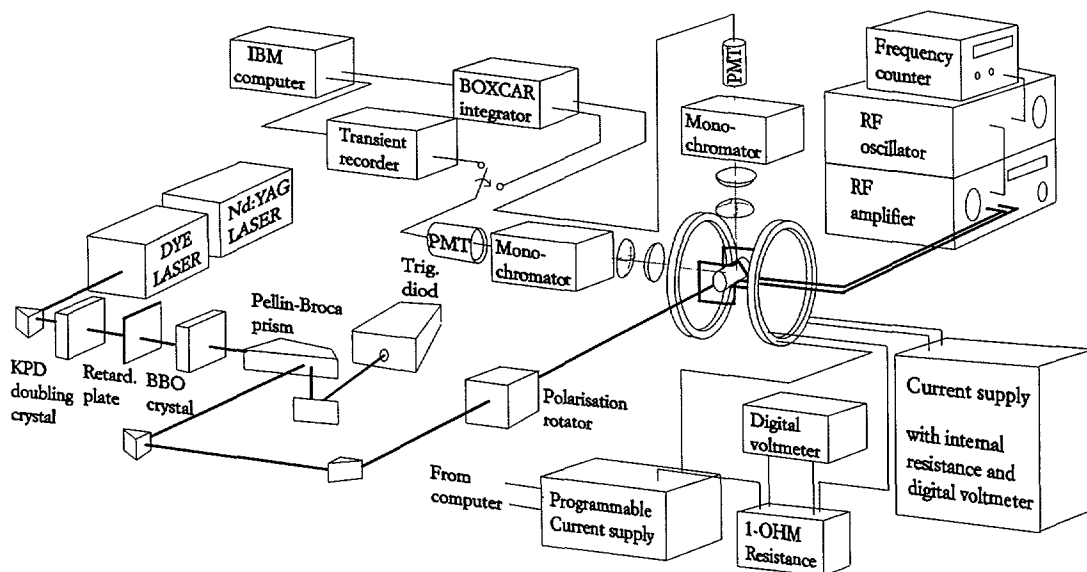 IBM
computer
BOXCAR
integrator
Transient
recorder
PMT
Mono-
chromator
Frequency
counter
RF
oscillator
RF
amplifier
Nd:YAG
LASER
DYE
LASER
PMT
Mono-
chromator
Trig.
diod
Pellin-Broca
prism
KPD
doubling
crystal
Retard.
plate
BBO
crystal
Polarisation
rotator
Digital
voltmeter
Current supply
with internal
resistance and
digital voltmeter
From
computer
Programmable
Current supply
1-OHM
Resistance